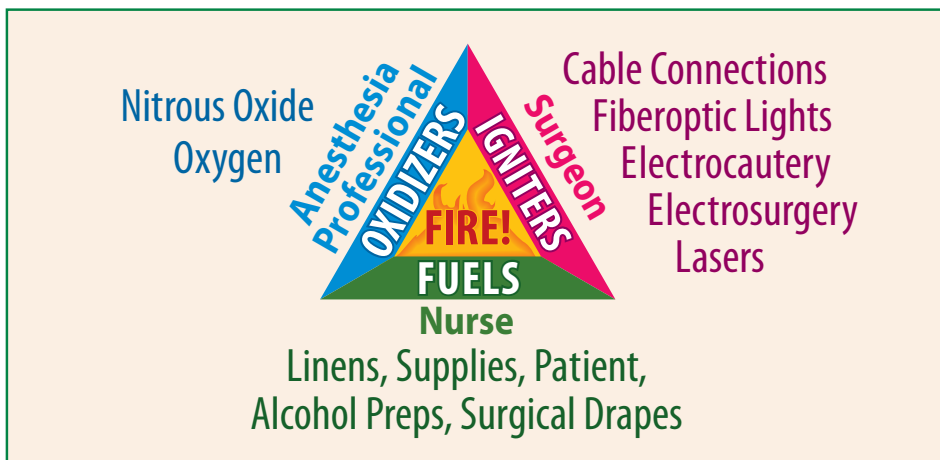 Nitrous Oxide
Oxygen
Anesthesia
Professional
OXIDIZERS
FIRE!
IGNITERS
Surgeon
Cable Connections
Fiberoptic Lights
Electrocautery
Electrosurgery
Lasers
FUELS
Nurse
Linens, Supplies, Patient,
Alcohol Preps, Surgical Drapes